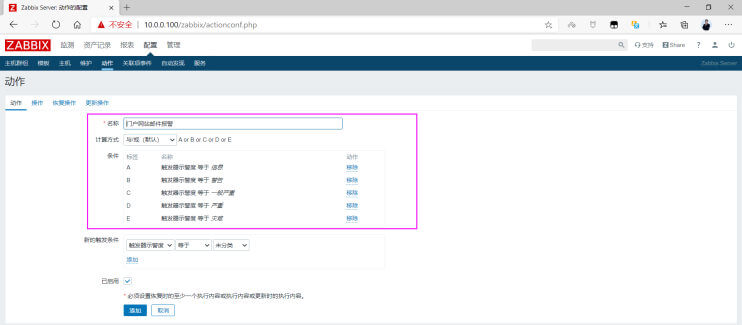 Zabbix Server: 动作的配置
不安全 | 10.0.0.100/zabbix/actionconf.php
ZABBIX 监测 资产记录 报表 配置 管理 支持 Share ?
主机群组 模板 主机 维护 动作 关联项事件 自动发现 服务 Zabbix Server
动作
动作 操作 恢复操作 更新操作
* 名称 门户网站邮件报警
计算方式 与/或 (默认) A or B or C or D or E
条件 标签 名称 动作
A 触发器示警度 等于 信息 移除
B 触发器示警度 等于 警告 移除
C 触发器示警度 等于 一般严重 移除
D 触发器示警度 等于 严重 移除
E 触发器示警度 等于 灾难 移除
新的触发条件 触发器示警度 等于 未分类
添加
已启用
* 必须设置恢复时的至少一个执行内容或执行内容或更新时的执行内容。
添加 取消